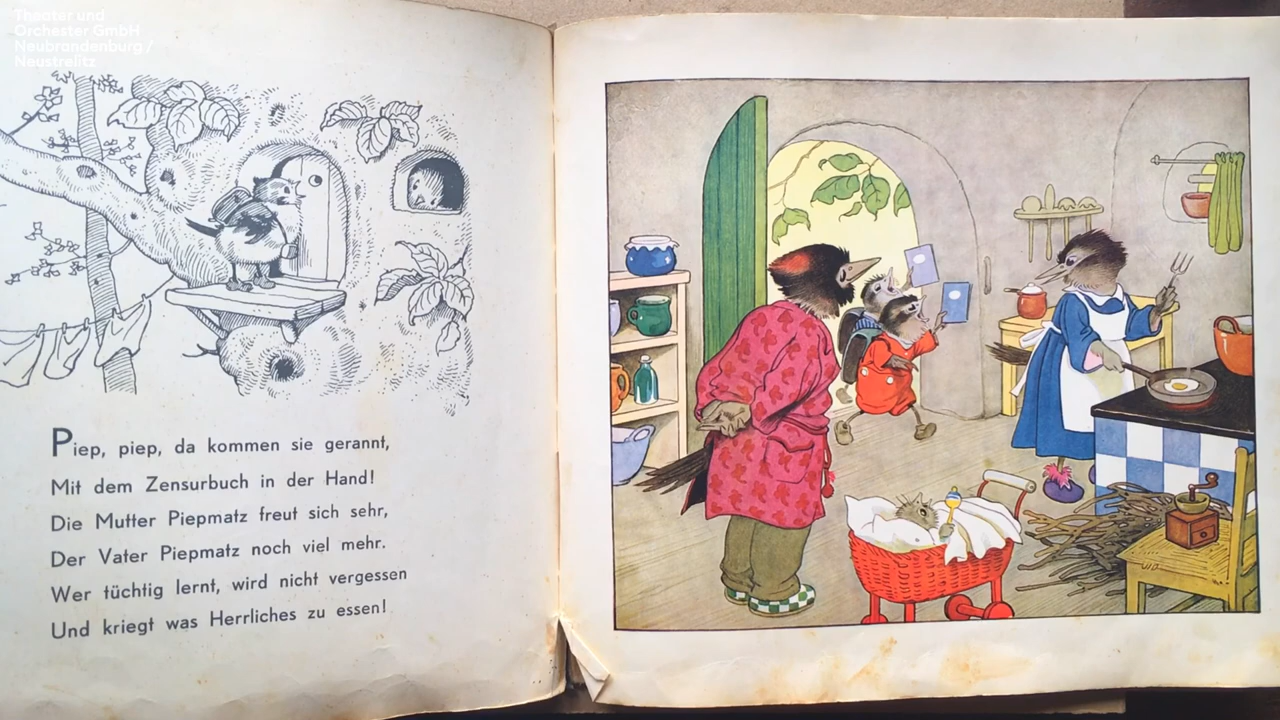 Theater und
Orchester GmbH
Neubrandenburg /
Neustrelitz
Piep, piep, da kommen sie gerannt,
Mit dem Zensurbuch in der Hand!
Die Mutter Piepmatz freut sich sehr,
Der Vater Piepmatz noch viel mehr.
Wer tüchtig lernt, wird nicht vergessen
Und kriegt was Herrliches zu essen!